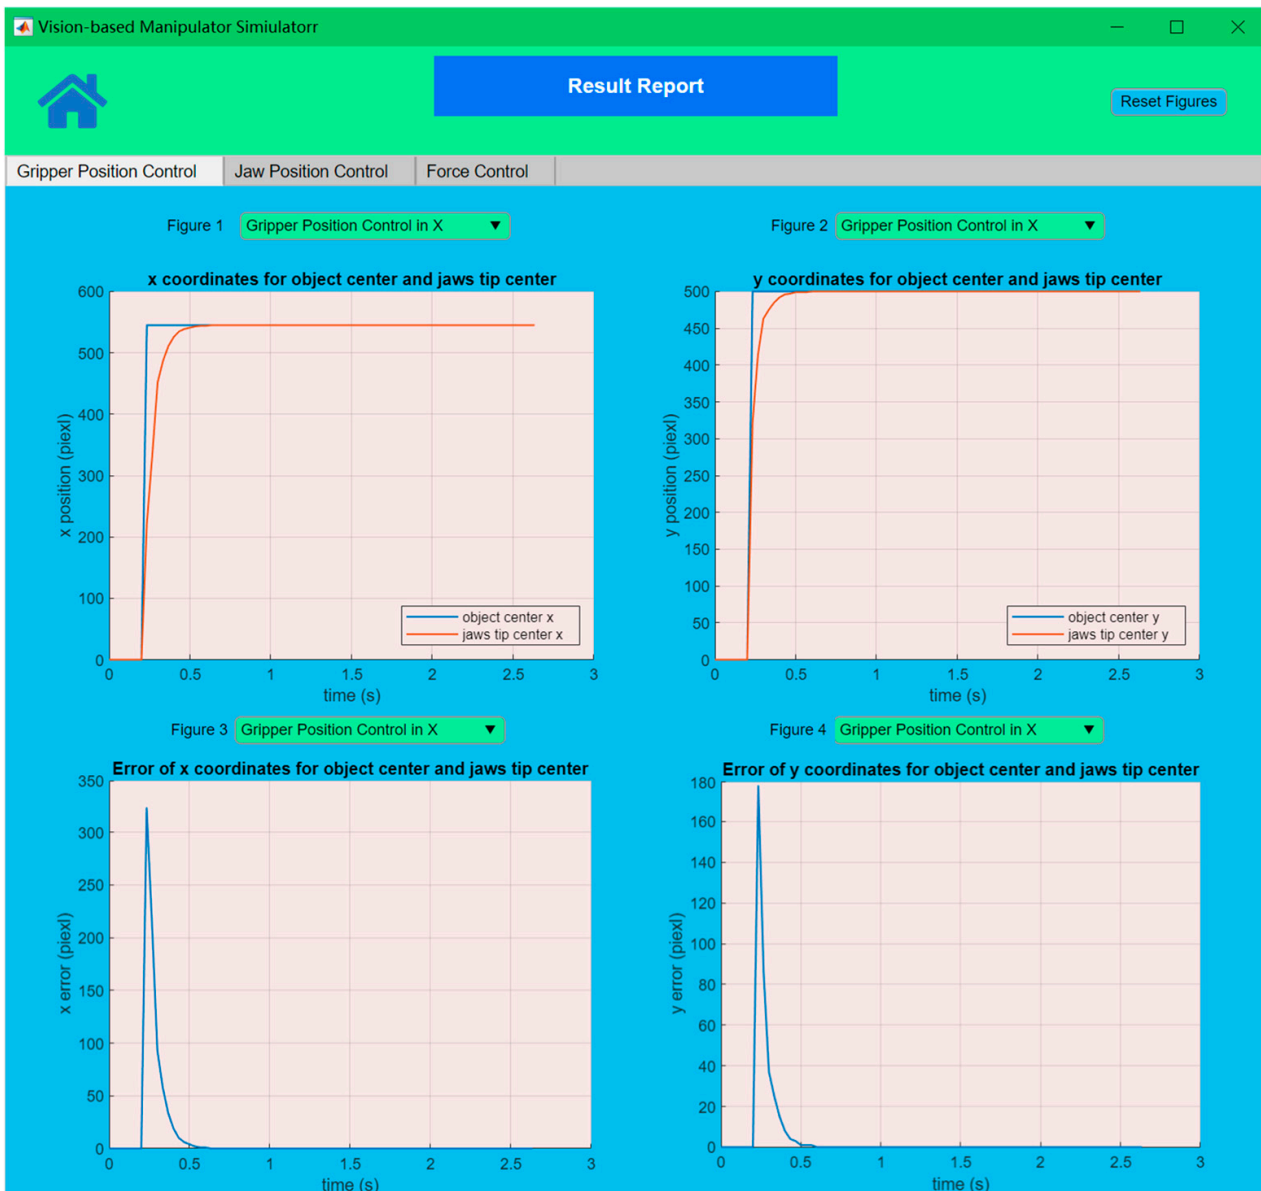 Vision-based Manipulator Simiulatorr
Result Report
Reset Figures
Gripper Position Control
Jaw Position Control
Force Control
Figure 1
Gripper Position Control in X
x coordinates for object center and jaws tip center
600
500
400
300
200
100
0
x position (piexl)
object center x
jaws tip center x
0 0.5 1 1.5 2 2.5 3
time (s)
Figure 2
Gripper Position Control in X
y coordinates for object center and jaws tip center
500
450
400
350
300
250
200
150
100
50
0
y position (piexl)
object center y
jaws tip center y
0 0.5 1 1.5 2 2.5 3
time (s)
Figure 3
Gripper Position Control in X
Error of x coordinates for object center and jaws tip center
350
300
250
200
150
100
50
0
x error (piexl)
0 0.5 1 1.5 2 2.5 3
time (s)
Figure 4
Gripper Position Control in X
Error of y coordinates for object center and jaws tip center
180
160
140
120
100
80
60
40
20
0
y error (piexl)
0 0.5 1 1.5 2 2.5 3
time (s)